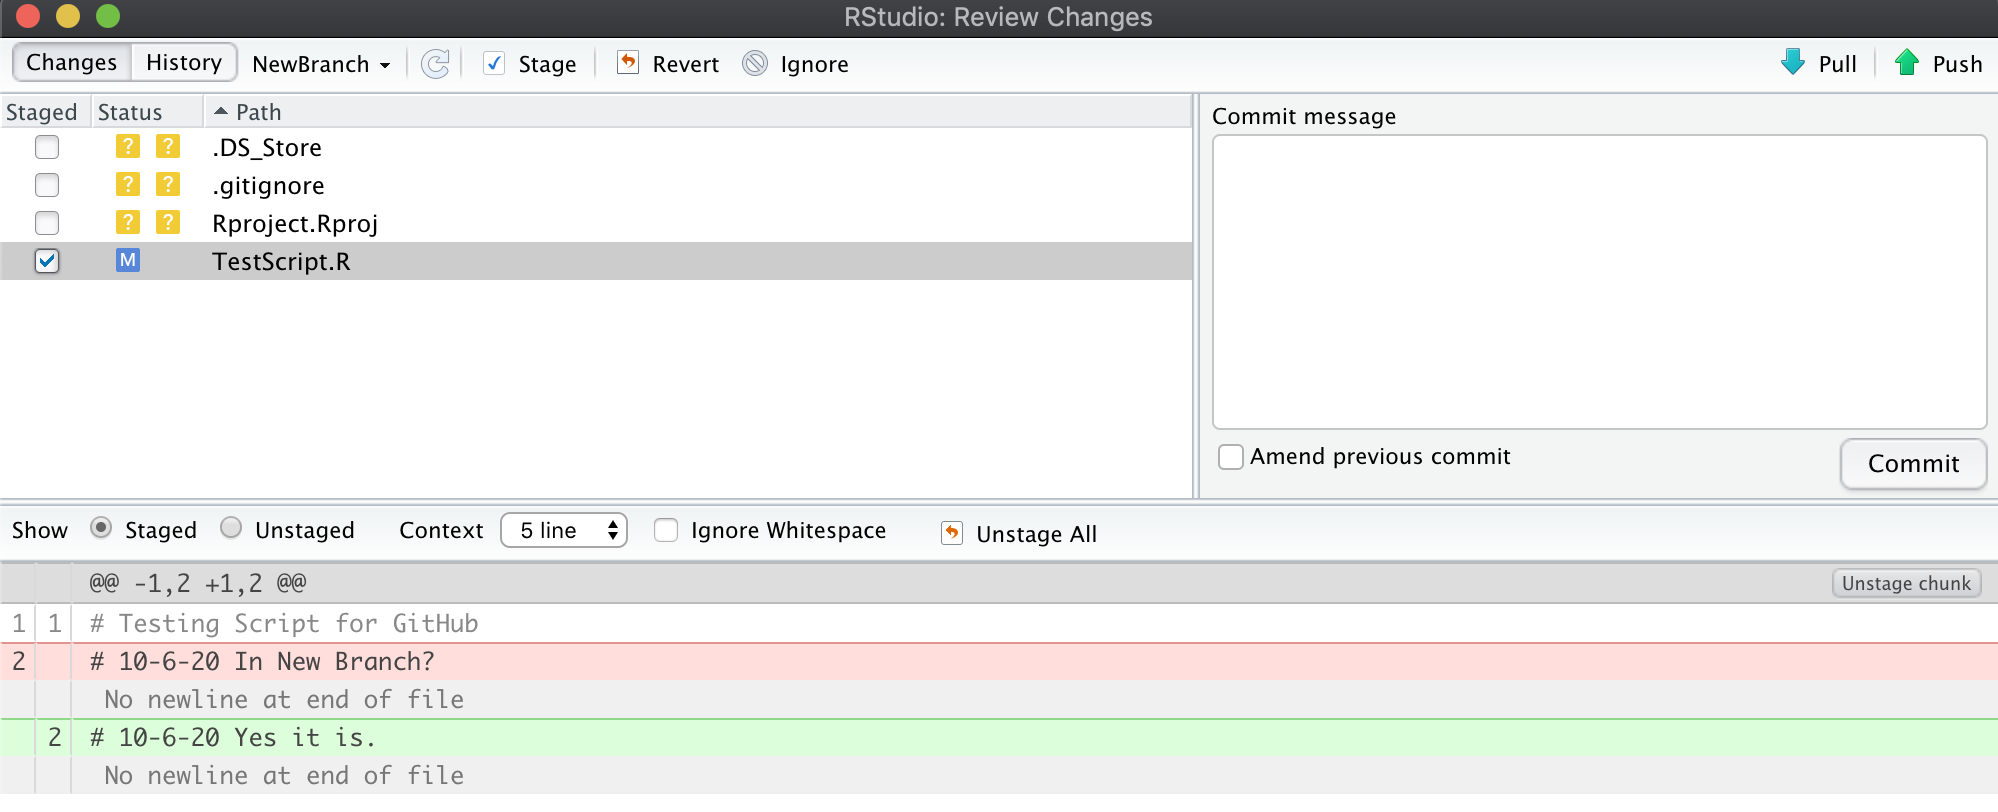 RStudio: Review Changes
Changes History NewBranch Stage Revert Ignore Pull Push
Staged Status Path
? ? .DS_Store
? ? .gitignore
? ? Rproject.Rproj
M TestScript.R
Commit message
Amend previous commit
Commit
Show Staged Unstaged Context 5 line Ignore Whitespace Unstage All
@@ -1,2 +1,2 @@ Unstage chunk
1 1 # Testing Script for GitHub
2 # 10-6-20 In New Branch?
No newline at end of file
2 # 10-6-20 Yes it is.
No newline at end of file